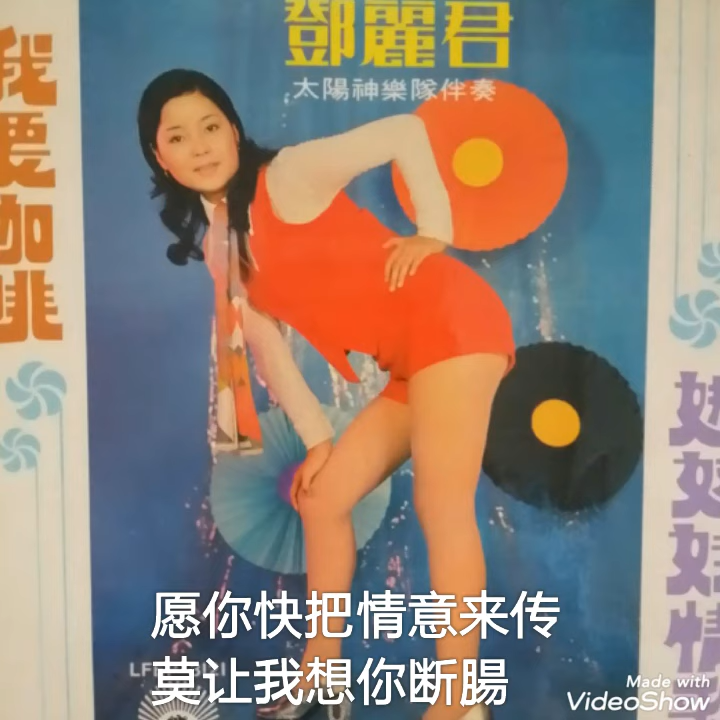 鄧麗君
太陽神樂隊伴奏
我要咖啡
愿你快把情意来传
莫让我想你断腸
Made with
VideoShow